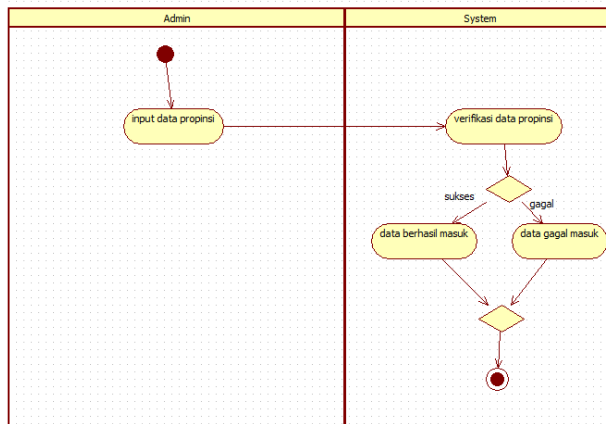 Admin
System
input data propinsi
verifikasi data propinsi
sukses
gagal
data berhasil masuk
data gagal masuk